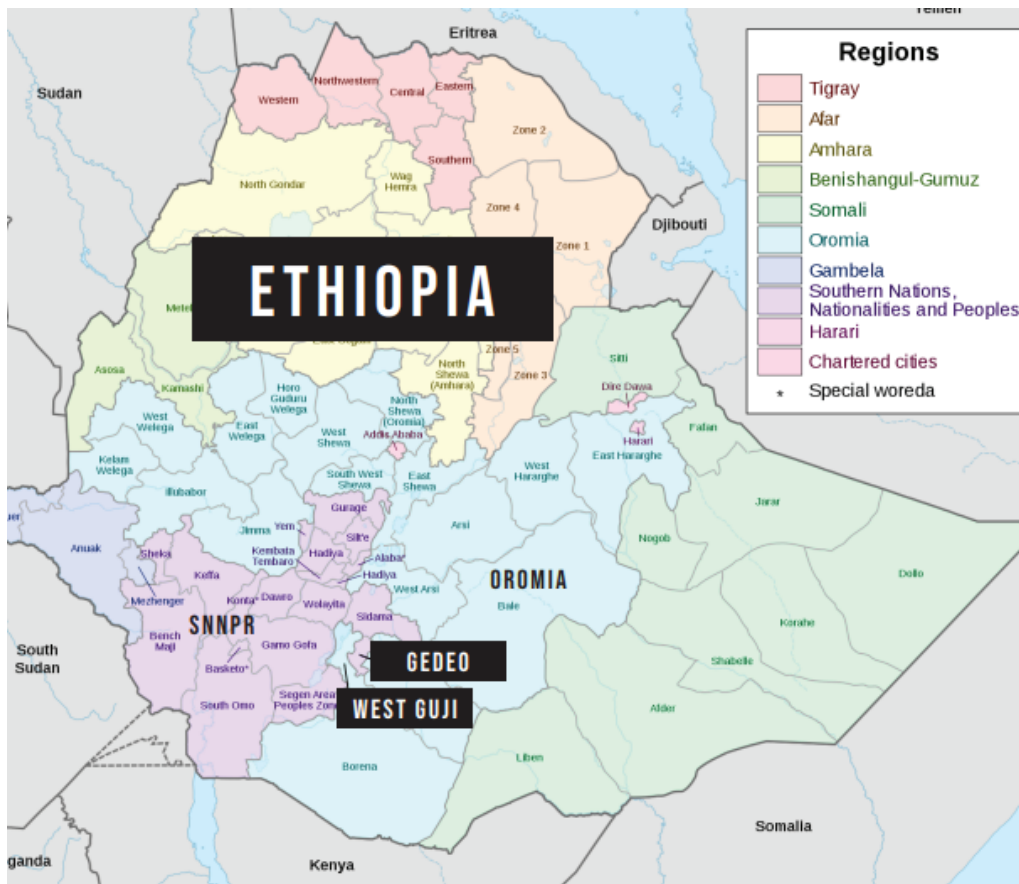 Eritrea
Sudan
Regions
Tigray
Afar
Amhara
Benishangul-Gumuz
Somali
Oromia
Gambela
Southern Nations,
Nationalities and Peoples
Harari
Chartered cities
* Special woreda
Western
Northwestern
Central
Eastern
Southern
Zone 2
Zone 4
Zone 1
Djibouti
North Gondar
Wag
Hemra
ETHIOPIA
Zone 5
Zone 3
North
Shewa
(Amhara)
Sitti
Dire Dawa
Harari
East Hararghe
Fafan
Asosa
Kamashi
Horo
Guduru
Welega
North
Shewa
(Oromia)
Addis Ababa
West
Welega
East
Welega
West
Shewa
Kelam
Welega
South West
Shewa
East
Shewa
West
Hararghe
Illubabor
Gurage
Jarar
Arsi
Nogob
Anuak
Jimma
Yem
Silt'e
Hadiya
Kembata
Tembaro
Alabar
Hadiya
Sheka
Keffa
West Arsi
OROMIA
Bale
Dollo
Mezhenger
Konta*
Dawro
Wolayita
Sidama
Korahe
SNNPR
Bench
Maji
Gamo Gofa
South
Sudan
Basketo*
GEDEO
Shabelle
South Omo
Segen Area
Peoples Zone
WEST GUJI
Afder
Borena
Liben
Somalia
Kenya